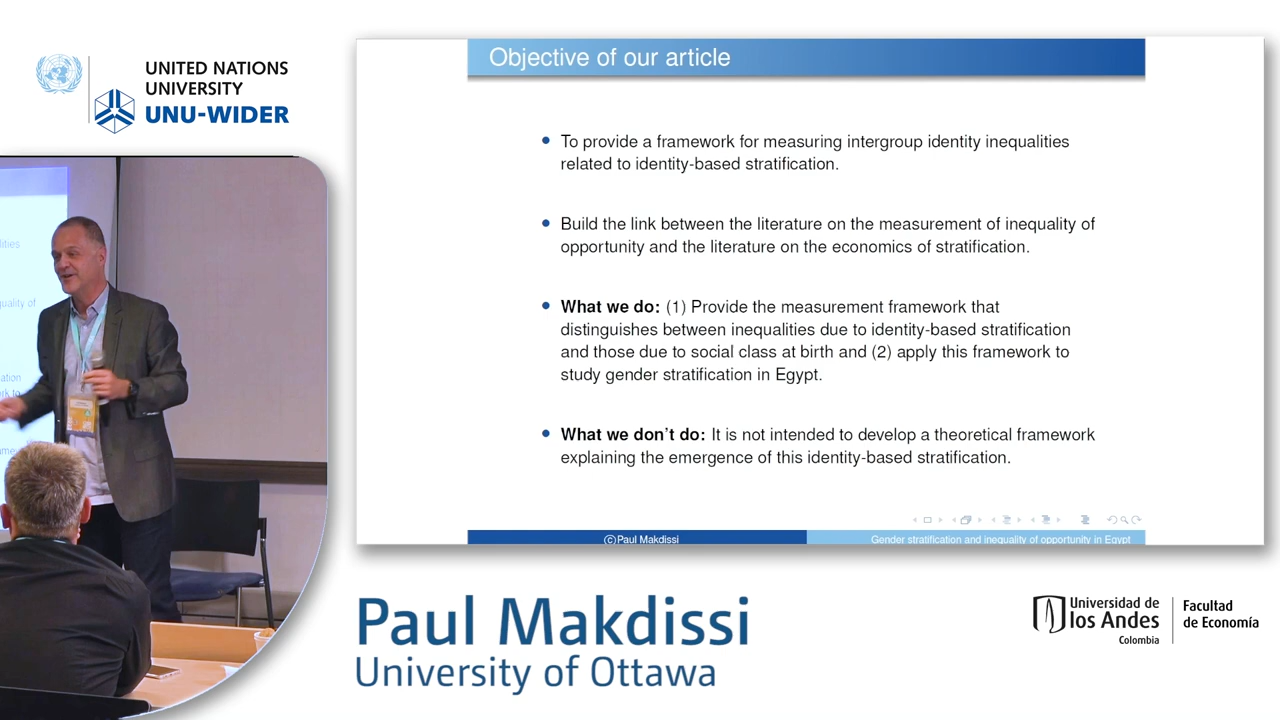 UNITED NATIONS
UNIVERSITY
UNU-WIDER
Objective of our article
To provide a framework for measuring intergroup identity inequalities
related to identity-based stratification.
Build the link between the literature on the measurement of inequality of
opportunity and the literature on the economics of stratification.
What we do: (1) Provide the measurement framework that
distinguishes between inequalities due to identity-based stratification
and those due to social class at birth and (2) apply this framework to
study gender stratification in Egypt.
What we don't do: It is not intended to develop a theoretical framework
explaining the emergence of this identity-based stratification.
©Paul Makdissi
Gender stratification and inequality of opportunity in Egypt
Paul Makdissi
University of Ottawa
Universidad de
los Andes
Colombia
Facultad
de Economía